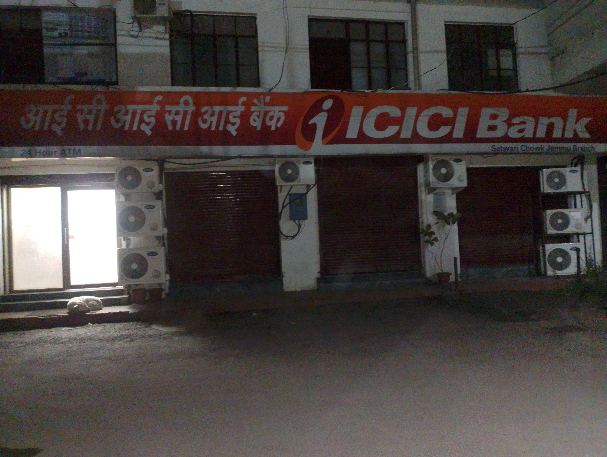 आई सी आई सी आई बैंक ICICI Bank
24 Hour ATM
Satwari Chowk Jammu Branch